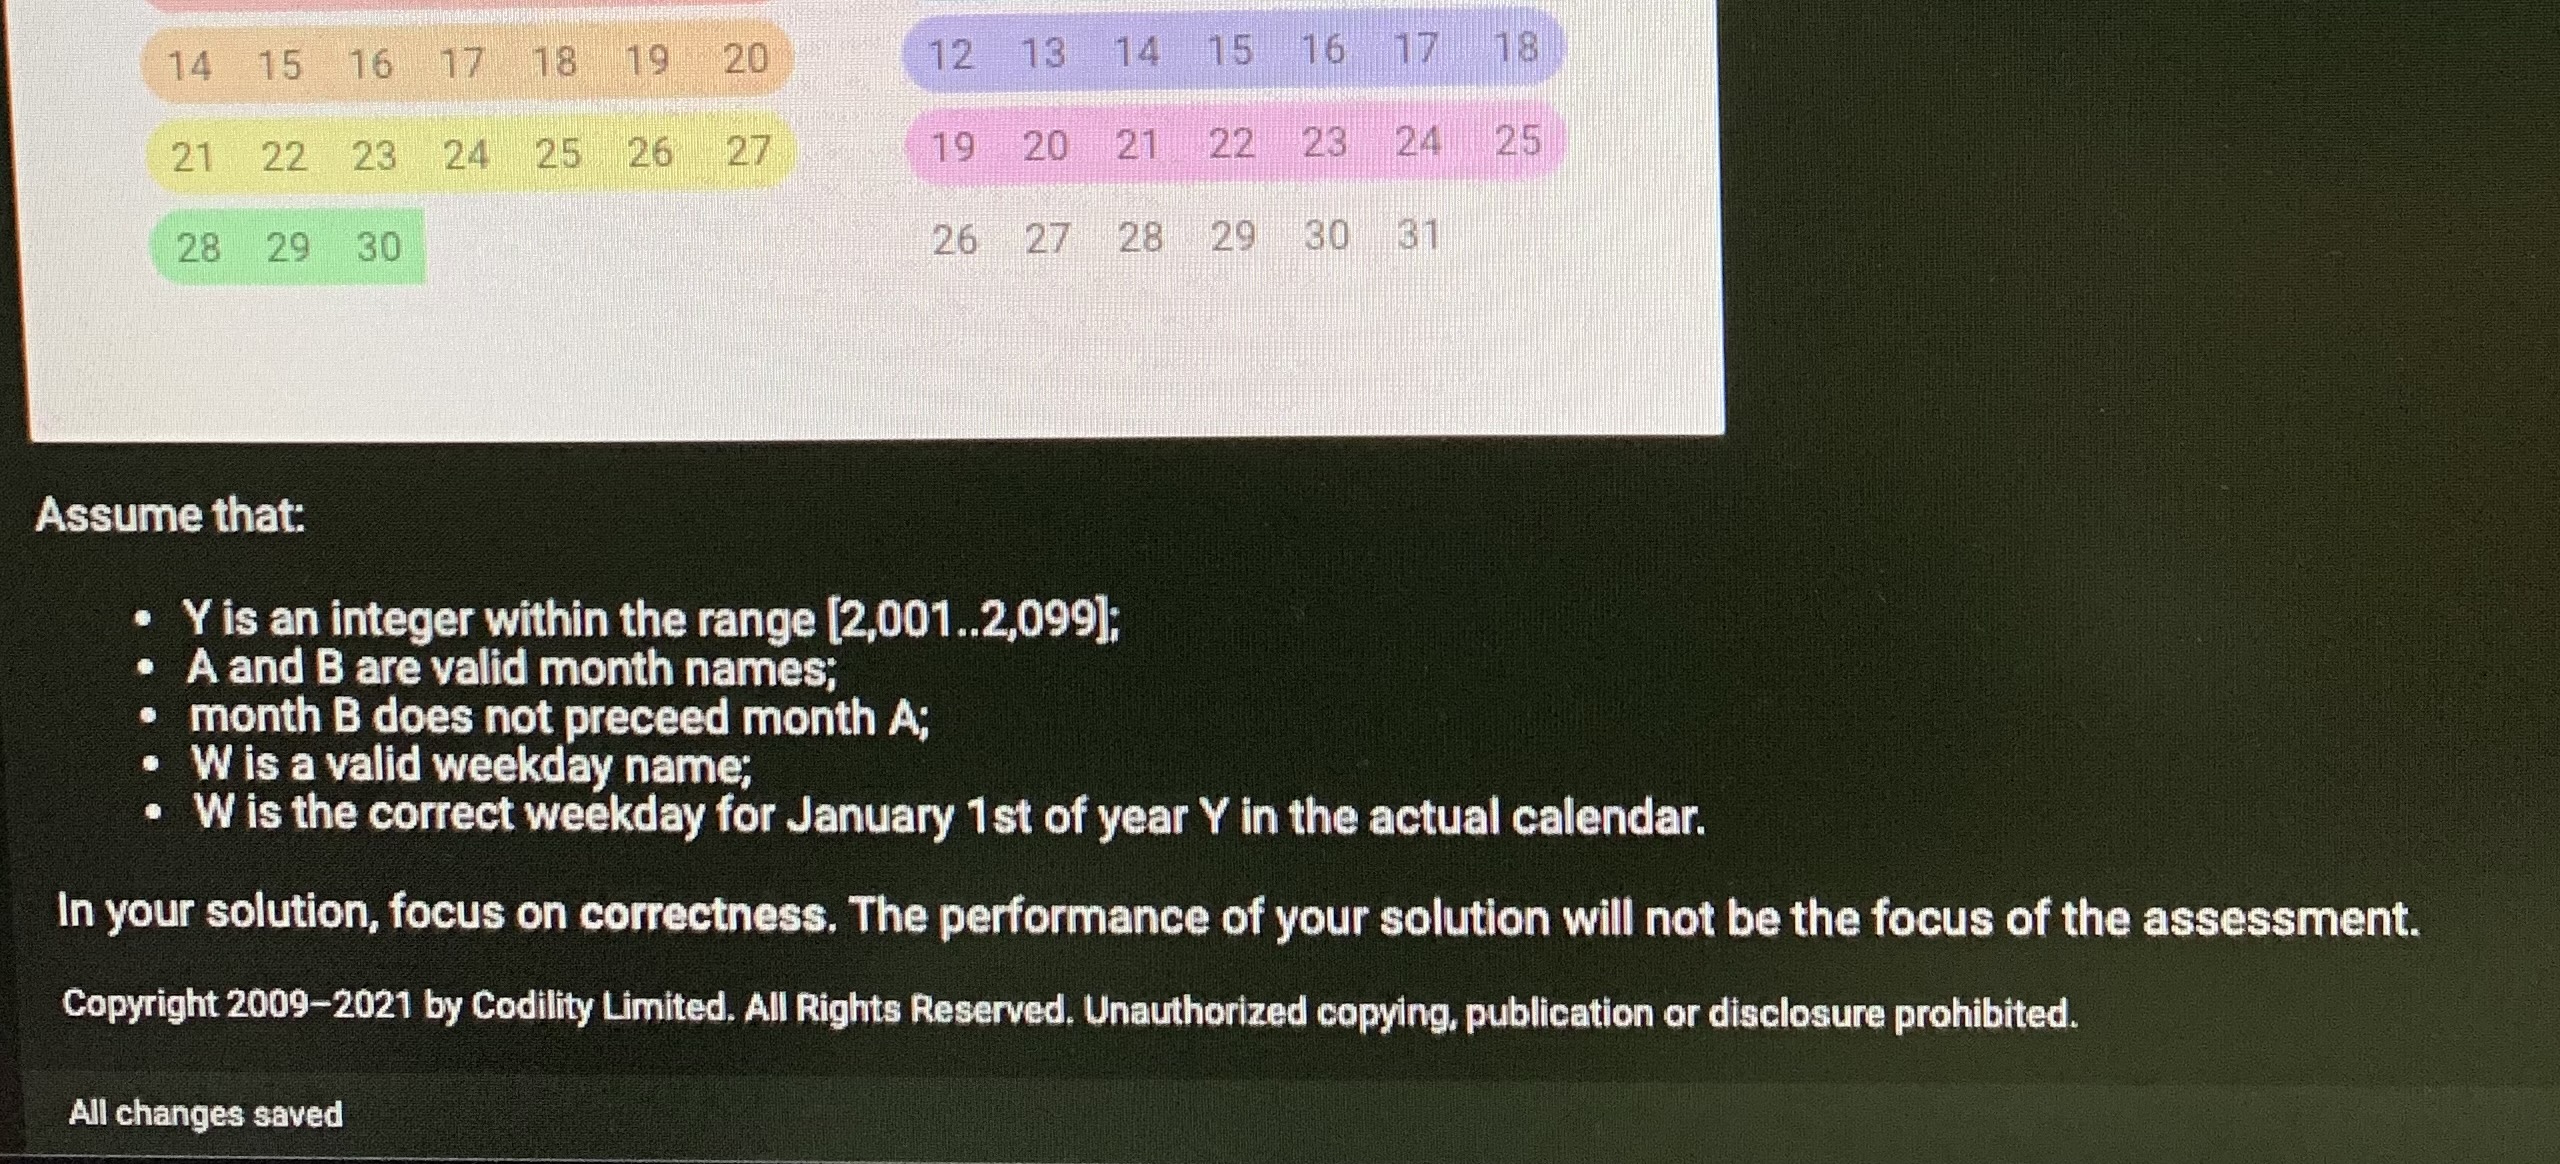 14 15 16 17 18 19 20 12 13 14 15 16 17 18
21 22 23 24 25 26 27 19 20 21 22 23 24 25
28 29 30 26 27 28 29 30 31
Assume that:
• Y is an integer within the range [2,001..2,099];
• A and B are valid month names;
• month B does not preceed month A;
• W is a valid weekday name;
• W is the correct weekday for January 1st of year Y in the actual calendar.
In your solution, focus on correctness. The performance of your solution will not be the focus of the assessment.
Copyright 2009–2021 by Codility Limited. All Rights Reserved. Unauthorized copying, publication or disclosure prohibited.
All changes saved